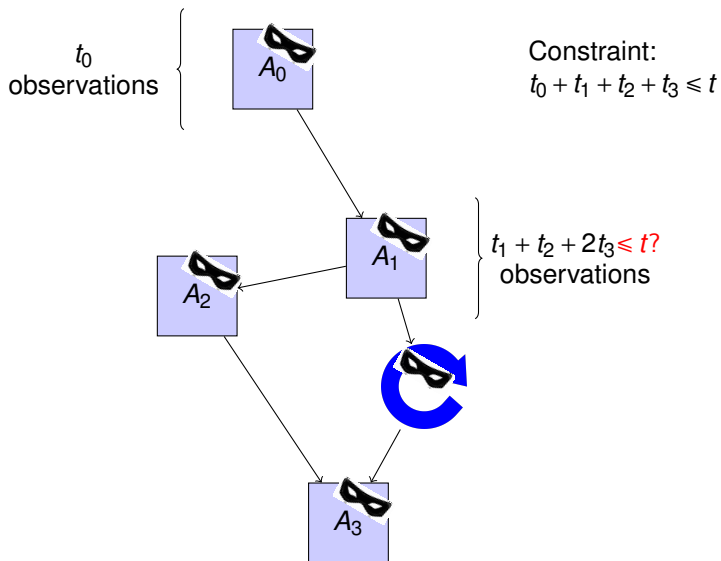 t₀
observations
A₀
Constraint:
t₀ + t₁ + t₂ + t₃ ⩽ t
A₁
t₁ + t₂ + 2t₃ ⩽ t?
observations
A₂
A₃